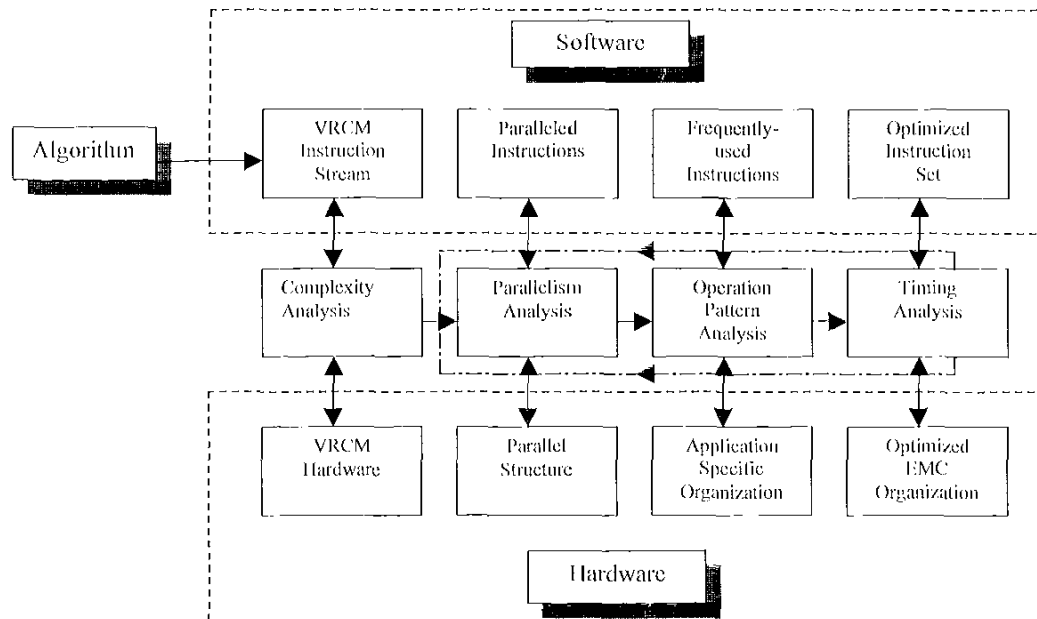 Software
Algorithm
VRCM
Instruction
Stream
Paralleled
Instructions
Frequently-
used
Instructions
Optimized
Instruction
Set
Complexity
Analysis
Parallelism
Analysis
Operation
Pattern
Analysis
Timing
Analysis
VRCM
Hardware
Parallel
Structure
Application
Specific
Organization
Optimized
EMC
Organization
Hardware